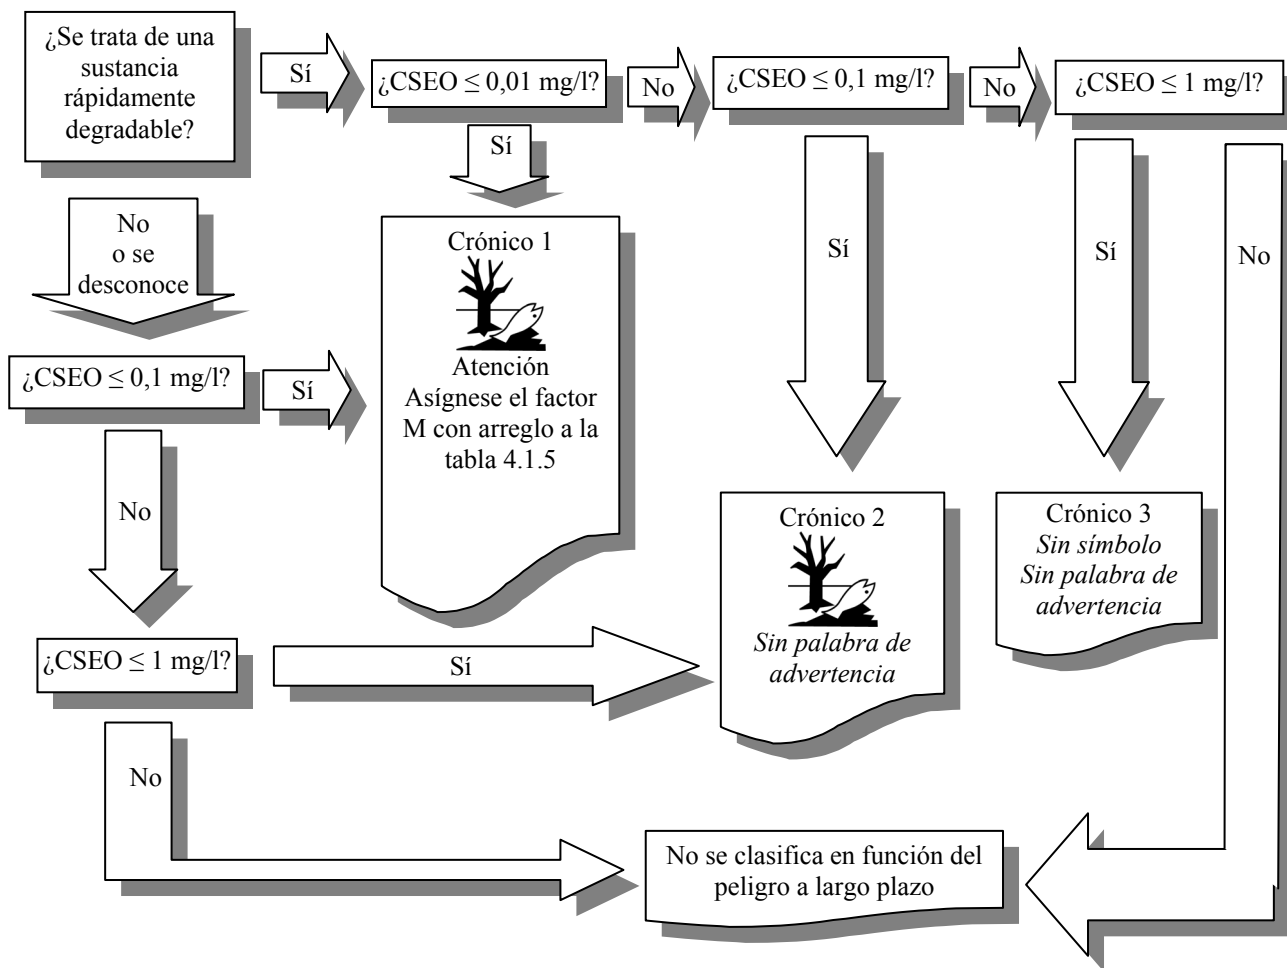 ¿Se trata de una
sustancia
rápidamente
degradable?
Sí
¿CSEO ≤ 0,01 mg/l?
No
¿CSEO ≤ 0,1 mg/l?
No
¿CSEO ≤ 1 mg/l?
Sí
No
o se
desconoce
Crónico 1
Atención
Asígnese el factor
M con arreglo a la
tabla 4.1.5
Sí
Sí
No
¿CSEO ≤ 0,1 mg/l?
Sí
No
Crónico 2
Sin palabra de
advertencia
Crónico 3
Sin símbolo
Sin palabra de
advertencia
¿CSEO ≤ 1 mg/l?
Sí
No
No se clasifica en función del
peligro a largo plazo